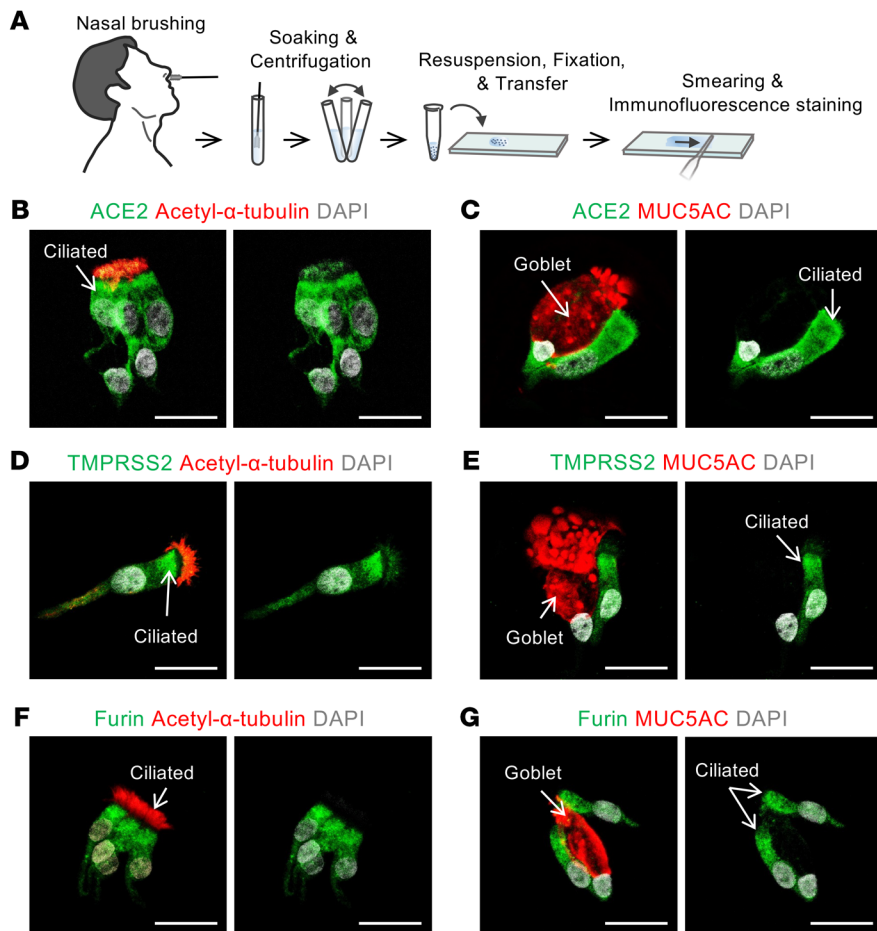 A
Nasal brushing
Soaking &
Centrifugation
Resuspension, Fixation,
& Transfer
Smearing &
Immunofluorescence staining
B
ACE2 Acetyl-α-tubulin DAPI
Ciliated
C
ACE2 MUC5AC DAPI
Goblet
Ciliated
D
TMPRSS2 Acetyl-α-tubulin DAPI
Ciliated
E
TMPRSS2 MUC5AC DAPI
Ciliated
Goblet
F
Furin Acetyl-α-tubulin DAPI
Ciliated
G
Furin MUC5AC DAPI
Goblet
Ciliated